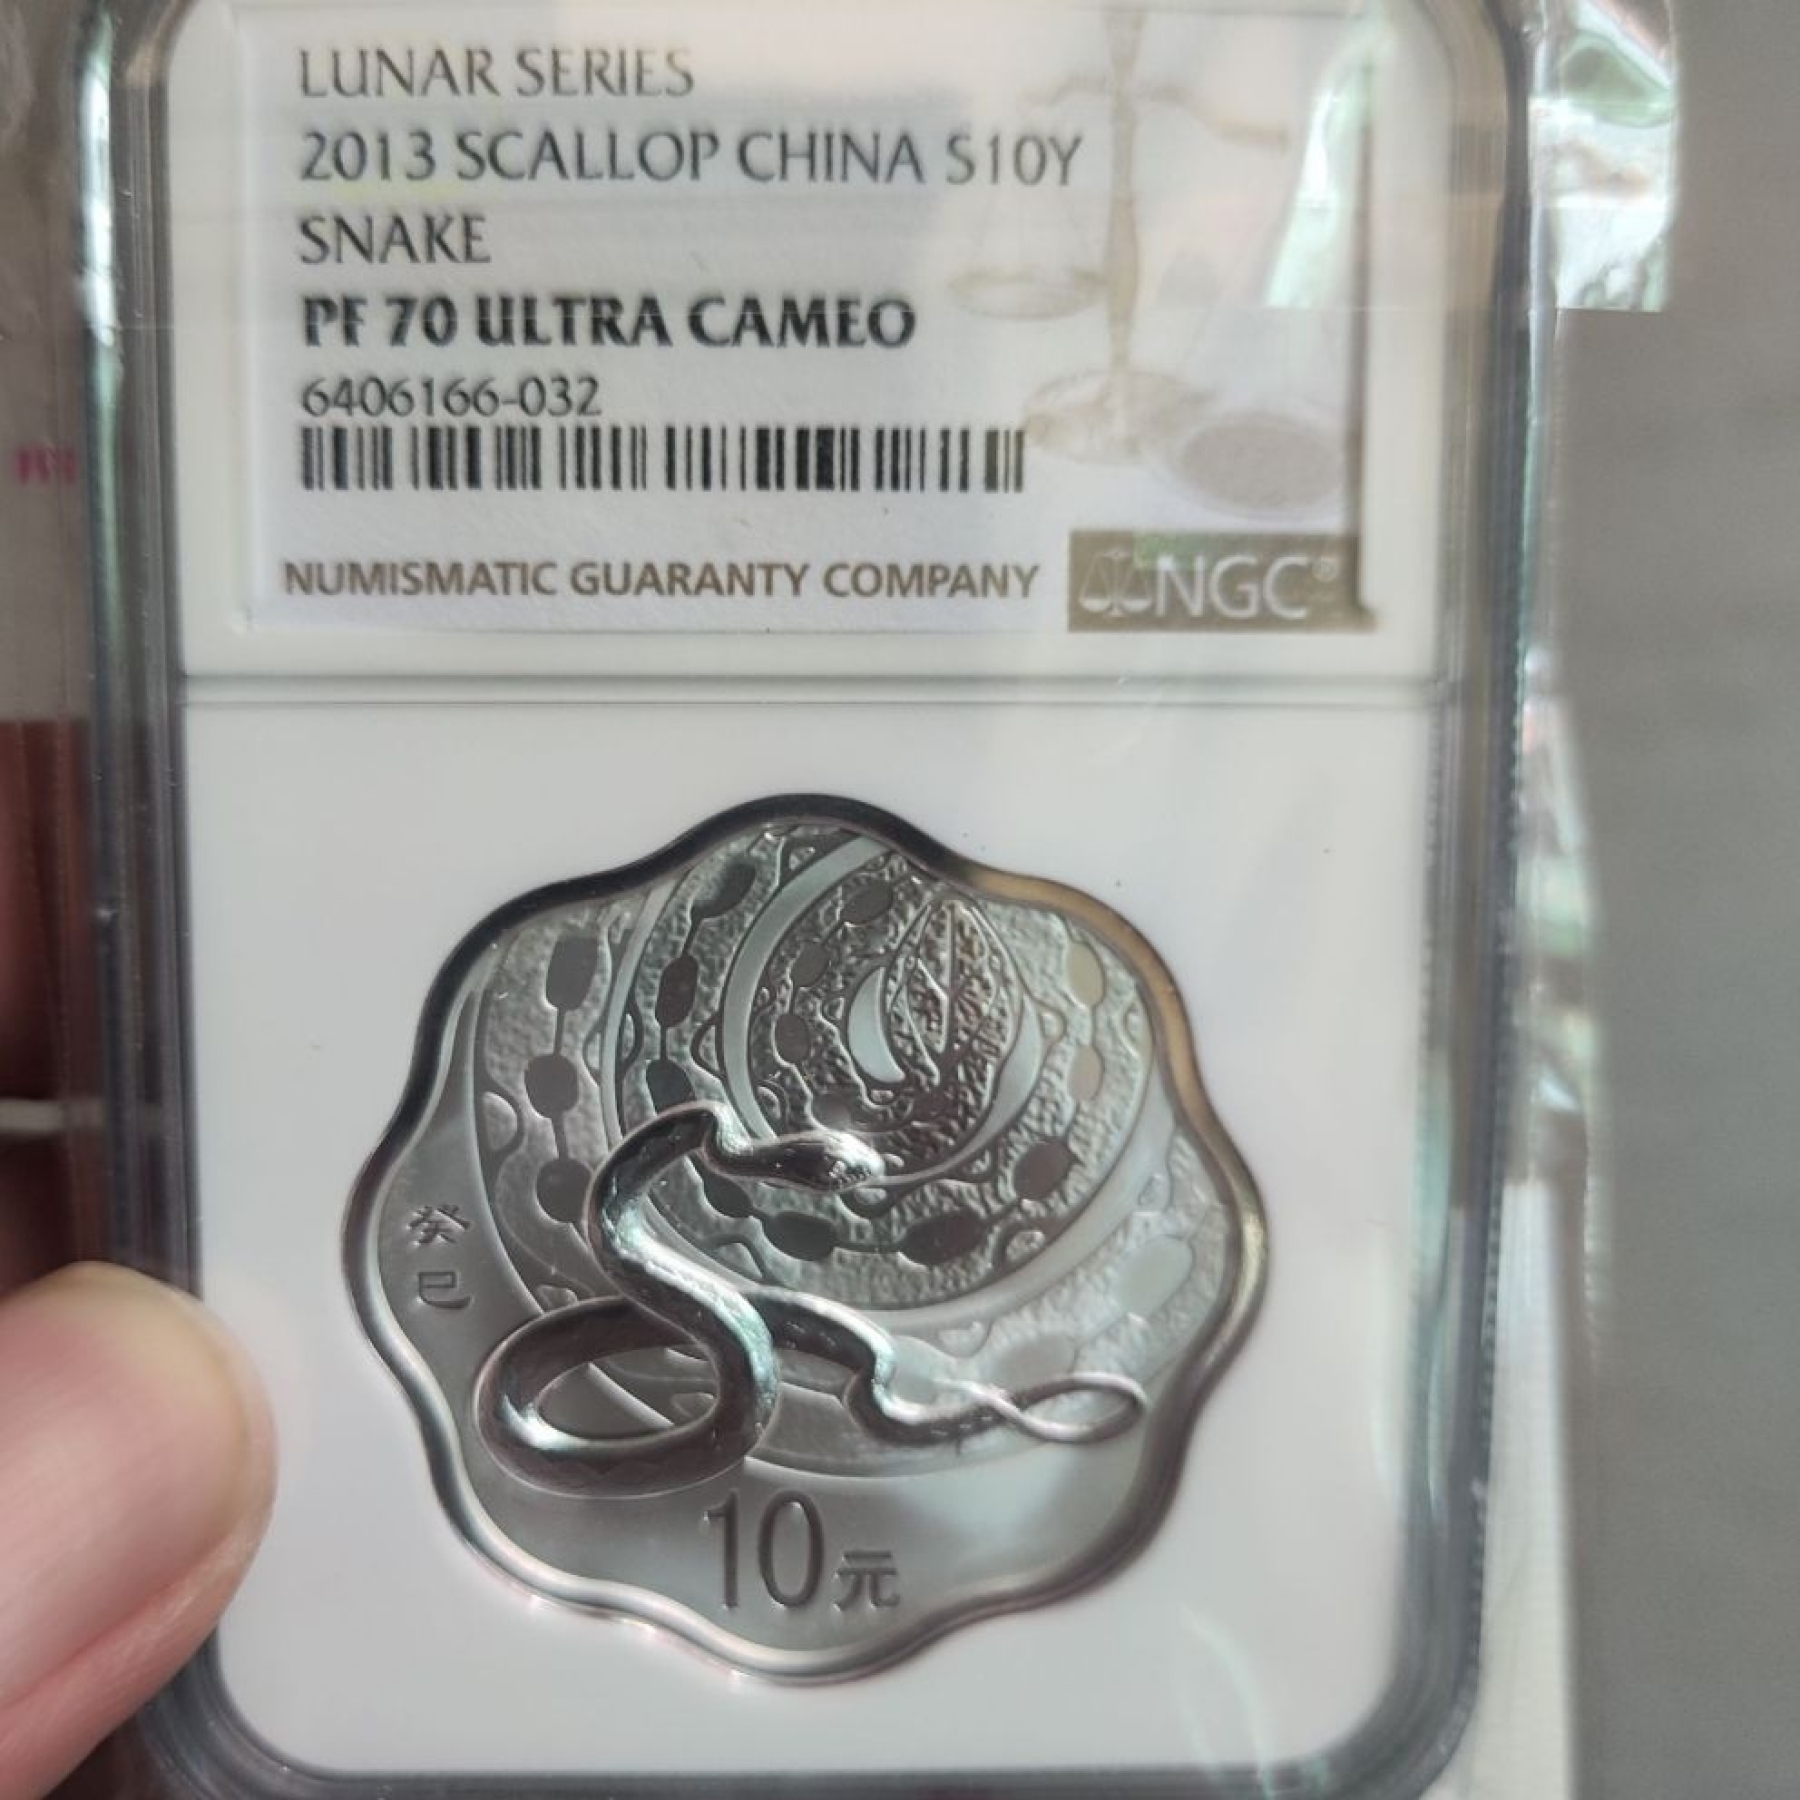 LUNAR SERIES
2013 SCALLOP CHINA S10Y
SNAKE
PF 70 ULTRA CAMEO
6406166-032
NUMISMATIC GUARANTY COMPANY NGC®
癸
巳
10元